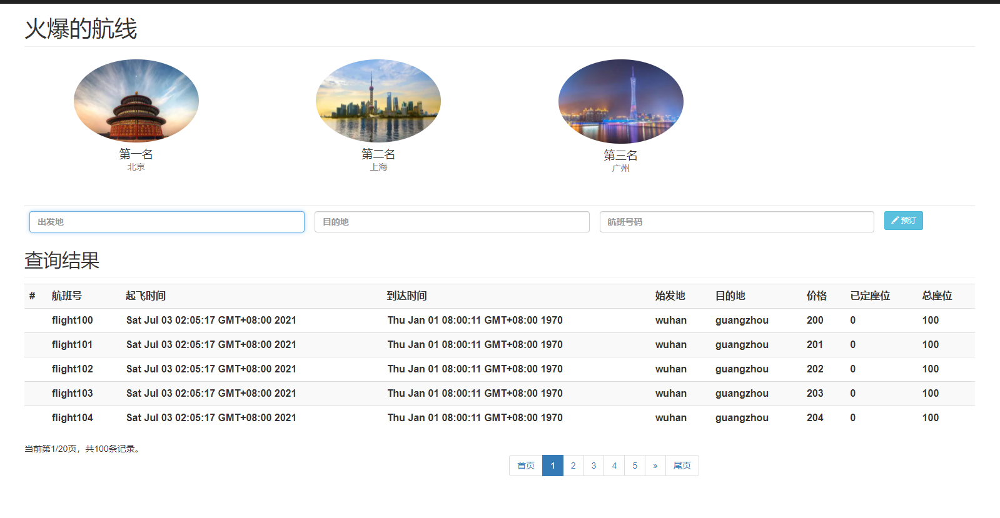 火爆的航线
第一名 第二名 第三名
北京 上海 广州
出发地 目的地 航班号码 预订
查询结果
# 航班号 起飞时间 到达时间 始发地 目的地 价格 已定座位 总座位
flight100 Sat Jul 03 02:05:17 GMT+08:00 2021 Thu Jan 01 08:00:11 GMT+08:00 1970 wuhan guangzhou 200 0 100
flight101 Sat Jul 03 02:05:17 GMT+08:00 2021 Thu Jan 01 08:00:11 GMT+08:00 1970 wuhan guangzhou 201 0 100
flight102 Sat Jul 03 02:05:17 GMT+08:00 2021 Thu Jan 01 08:00:11 GMT+08:00 1970 wuhan guangzhou 202 0 100
flight103 Sat Jul 03 02:05:17 GMT+08:00 2021 Thu Jan 01 08:00:11 GMT+08:00 1970 wuhan guangzhou 203 0 100
flight104 Sat Jul 03 02:05:17 GMT+08:00 2021 Thu Jan 01 08:00:11 GMT+08:00 1970 wuhan guangzhou 204 0 100
当前第1/20页，共100条记录。
首页 1 2 3 4 5 » 尾页